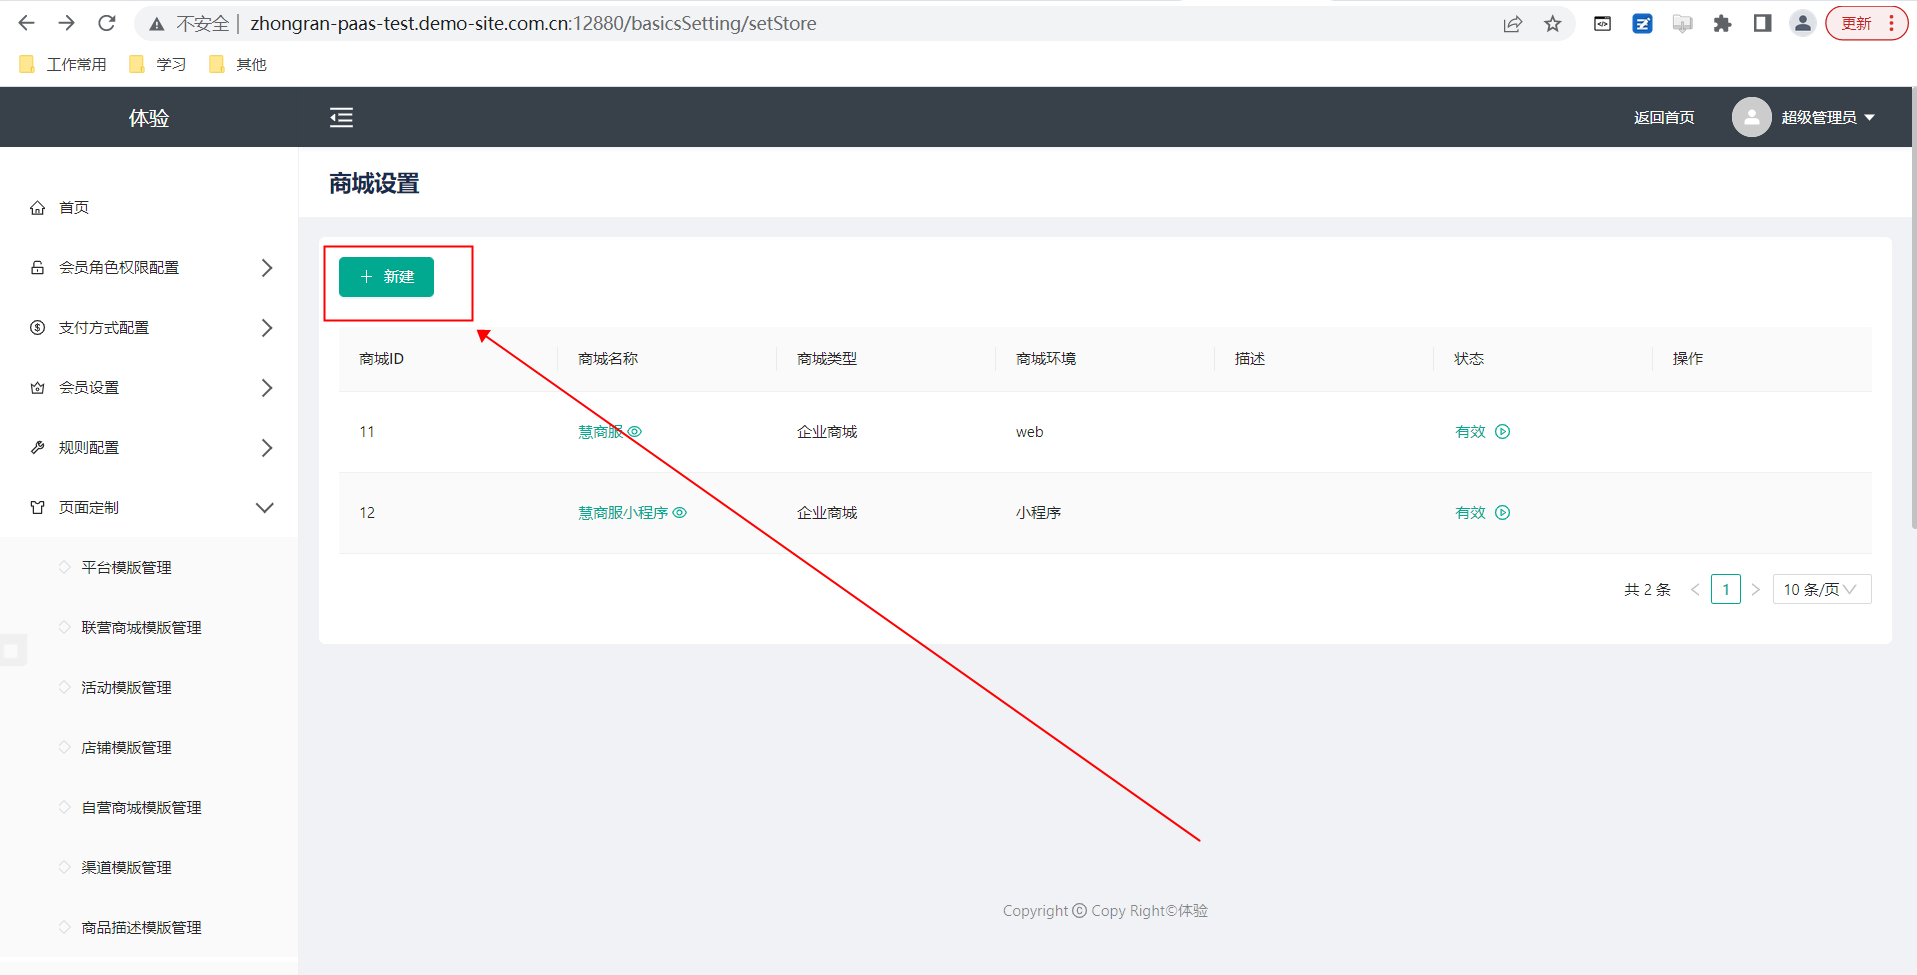 不安全 | zhongran-paas-test.demo-site.com.cn:12880/basicsSetting/setStore
更新
工作常用 学习 其他
体验
返回首页 超级管理员
商城设置
首页
会员角色权限配置
支付方式配置
会员设置
规则配置
页面定制
平台模版管理
联营商城模版管理
活动模版管理
店铺模版管理
自营商城模版管理
渠道模版管理
商品描述模版管理
+ 新建
商城ID 商城名称 商城类型 商城环境 描述 状态 操作
11 慧商服 企业商城 web 有效
12 慧商服小程序 企业商城 小程序 有效
共 2 条 < 1 > 10 条/页
Copyright © Copy Right©体验